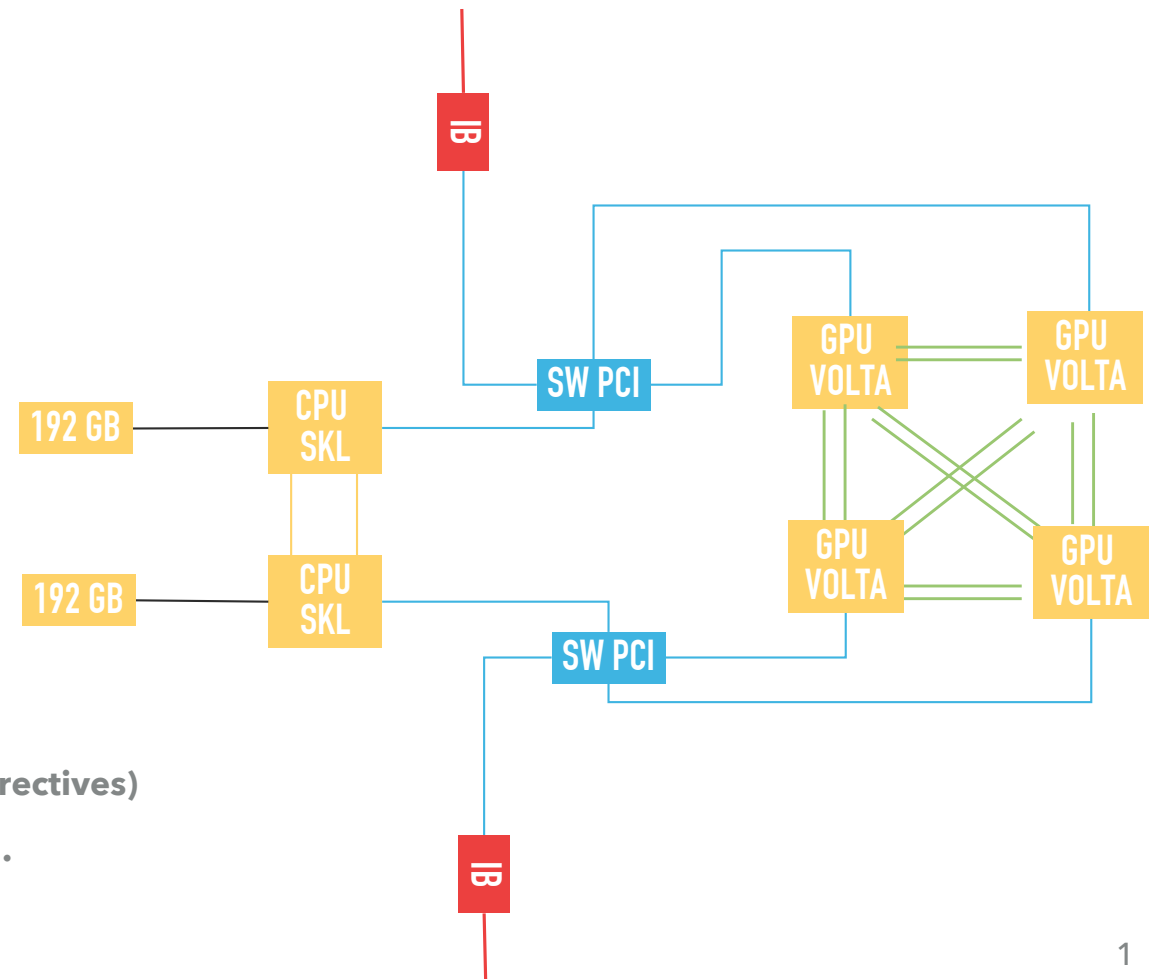 IB
GPU
VOLTA
GPU
VOLTA
SW PCI
192 GB
CPU
SKL
GPU
VOLTA
GPU
VOLTA
192 GB
CPU
SKL
SW PCI
rectives)
.
IB
1